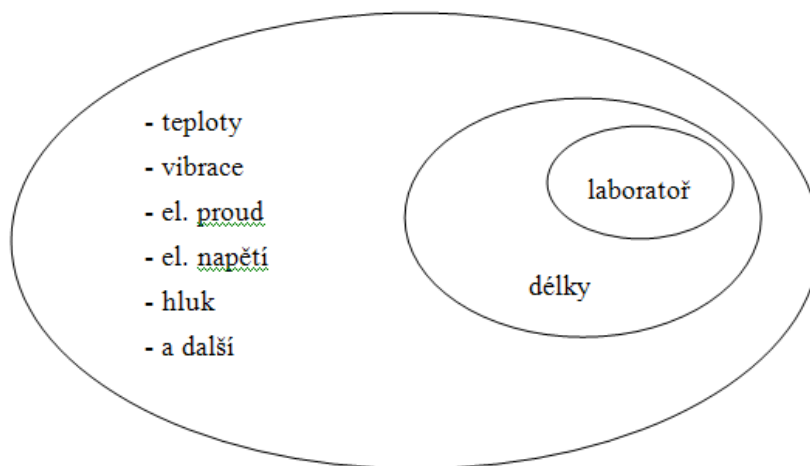 - teploty
- vibrace
- el. proud
- el. napětí
- hluk
- a další
laboratoř
délky